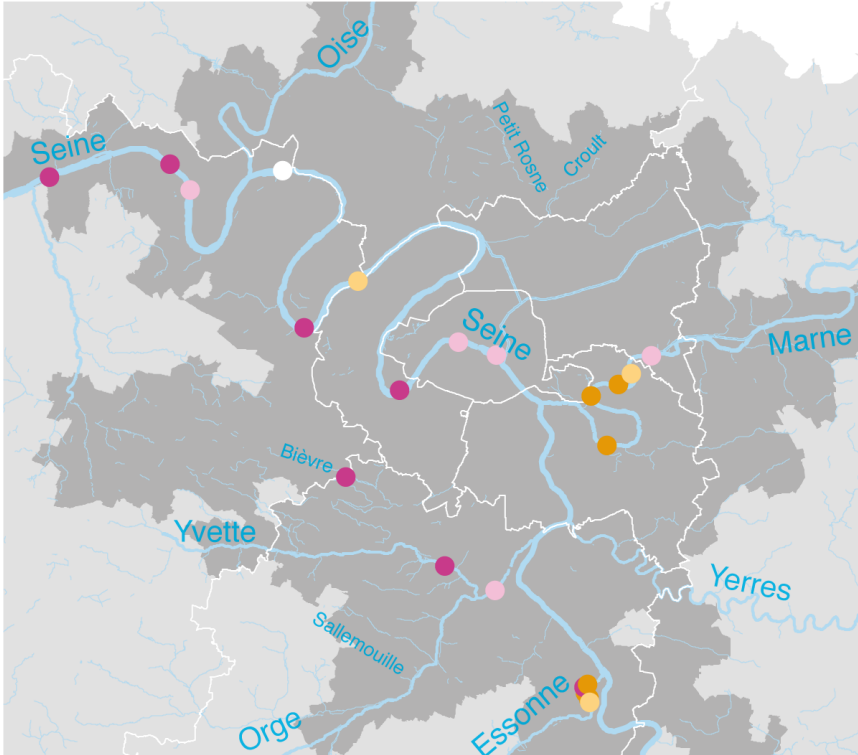 Oise
Seine
Petit Rosne
Croult
Seine
Marne
Bièvre
Yvette
Yerres
Sallemouille
Essonne
Orge